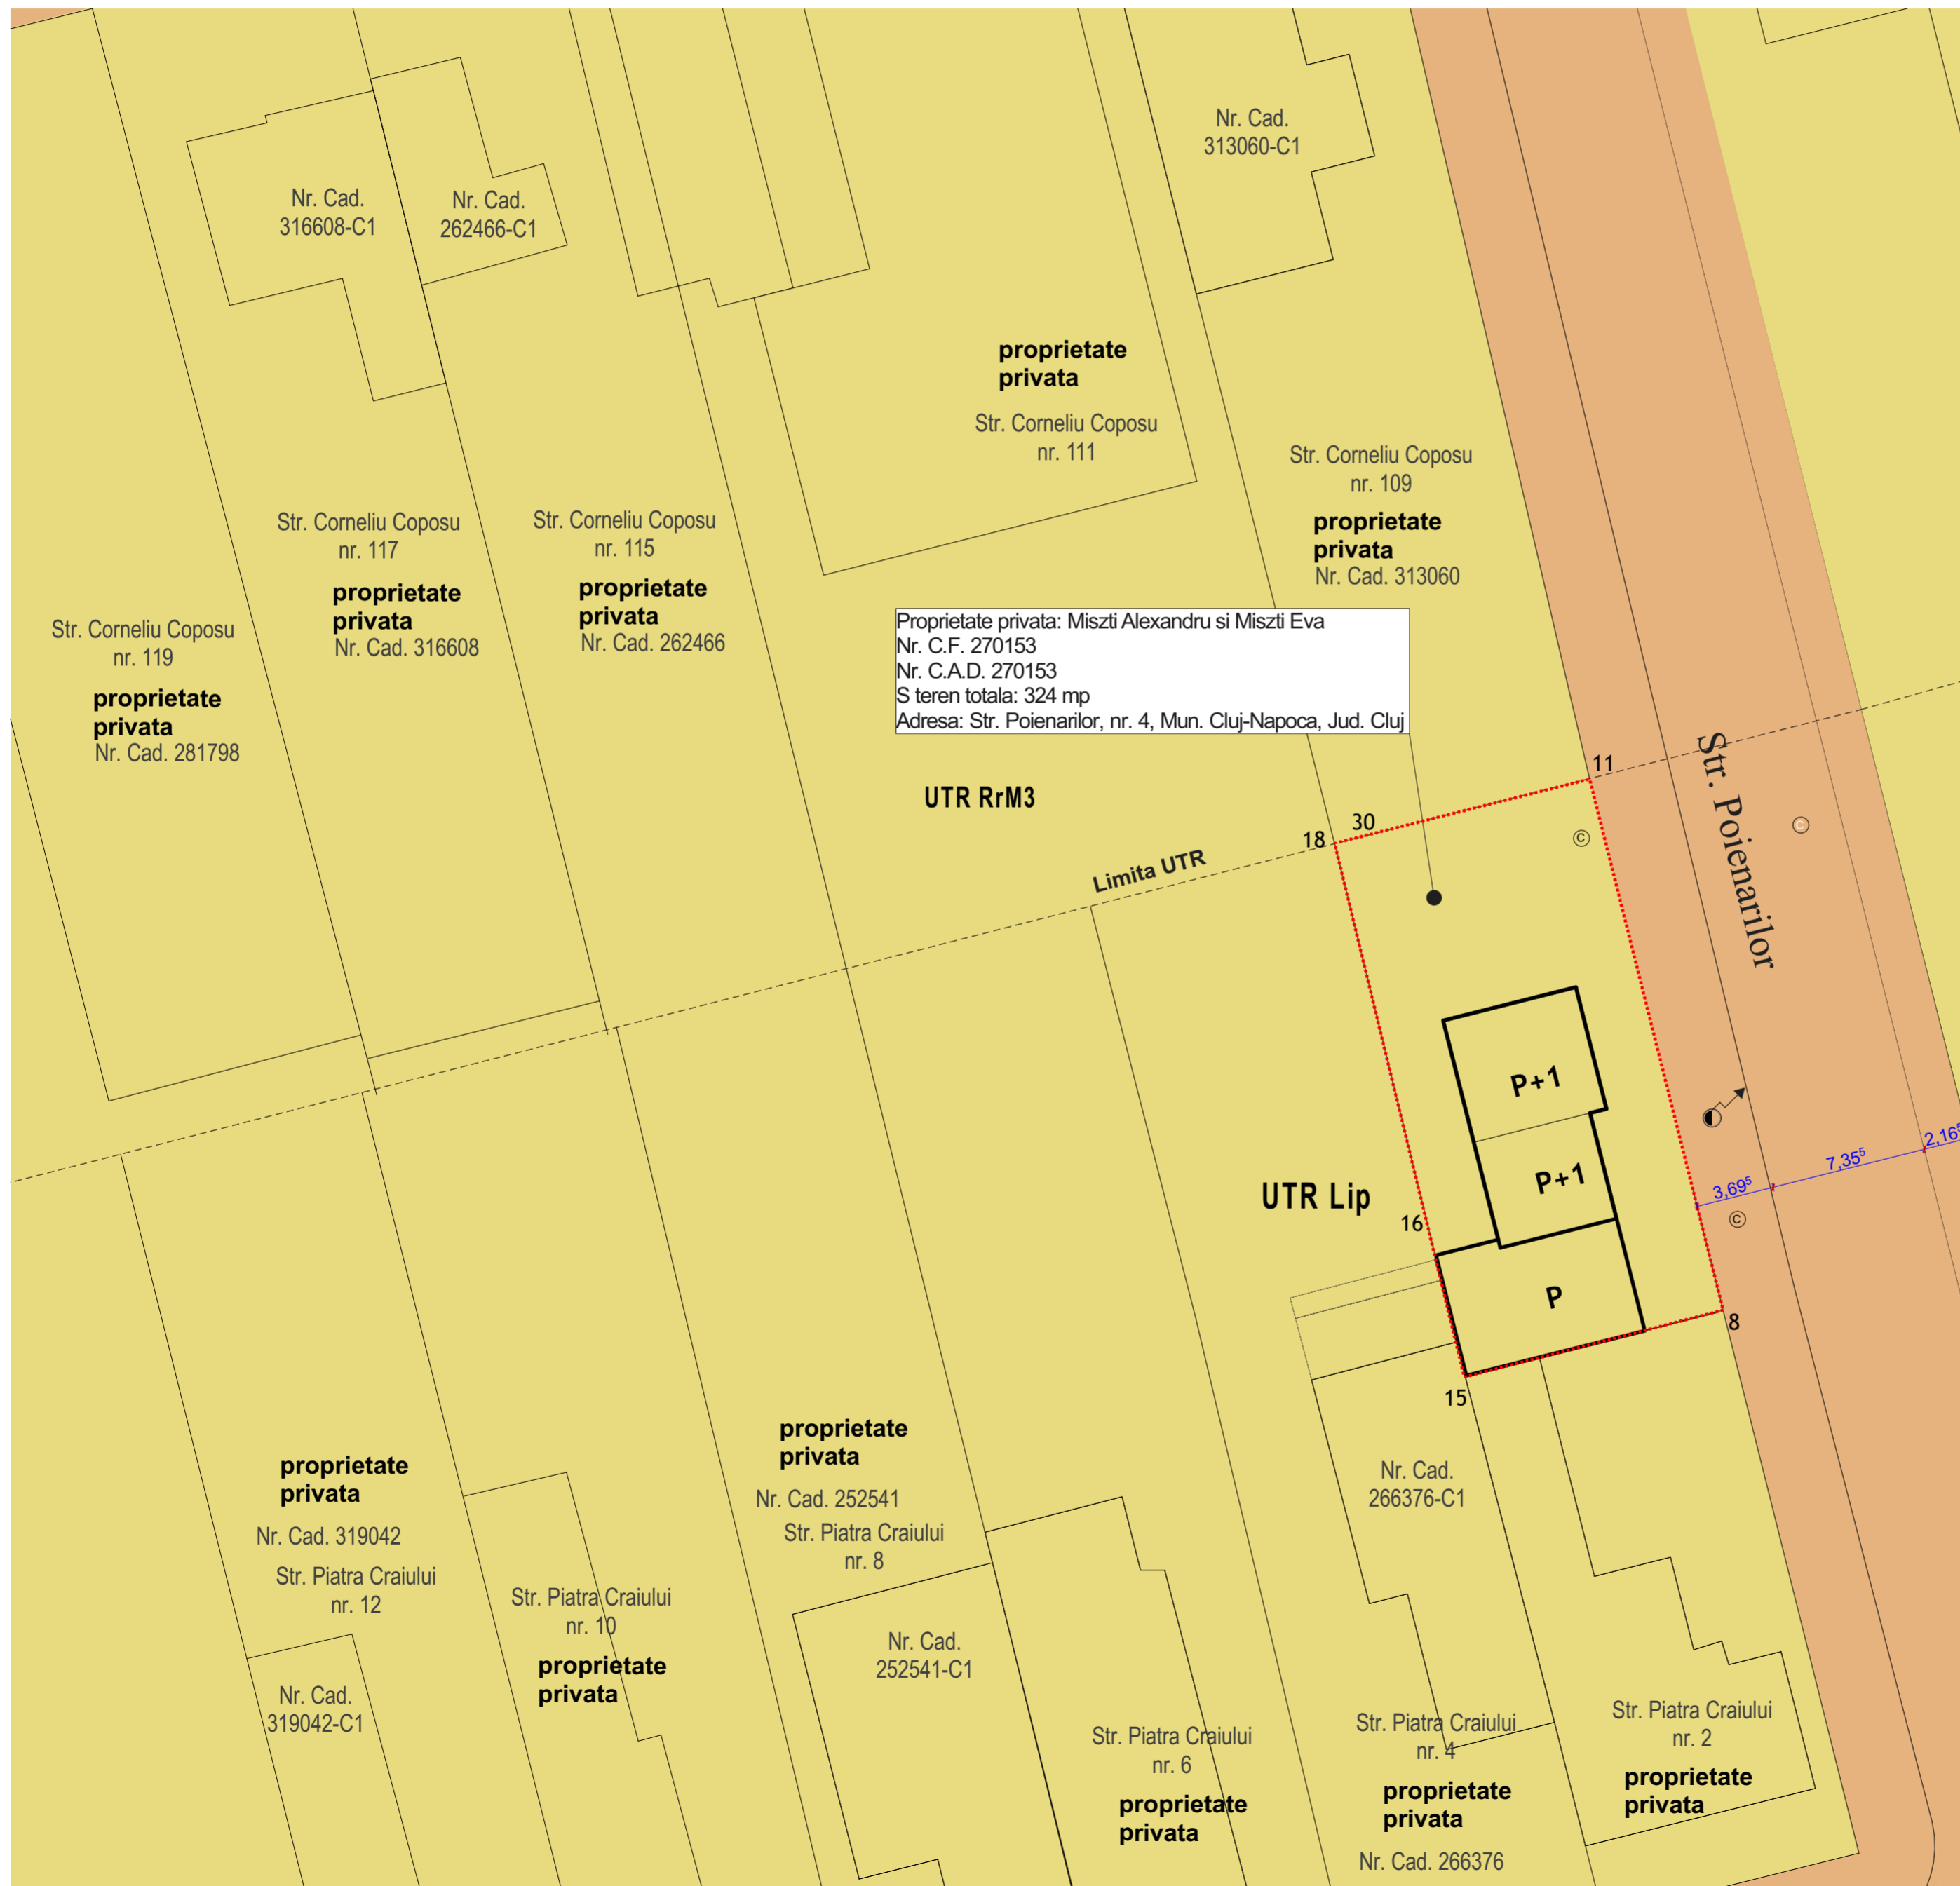 Nr. Cad.
313060-C1
Nr. Cad.
316608-C1
Nr. Cad.
262466-C1
proprietate
privata
Str. Corneliu Coposu
nr. 111
Str. Corneliu Coposu
nr. 109
proprietate
privata
Nr. Cad. 313060
Str. Corneliu Coposu
nr. 117
proprietate
privata
Nr. Cad. 316608
Str. Corneliu Coposu
nr. 115
proprietate
privata
Nr. Cad. 262466
Str. Corneliu Coposu
nr. 119
proprietate
privata
Nr. Cad. 281798
Proprietate privata: Miszti Alexandru si Miszti Eva
Nr. C.F. 270153
Nr. C.A.D. 270153
S teren totala: 324 mp
Adresa: Str. Poienarilor, nr. 4, Mun. Cluj-Napoca, Jud. Cluj
UTR RrM3
11
30
18
Str. Poienarilor
©
©
Limita UTR
P+1
P+1
P
UTR Lip
16
3,69⁵
7,35⁵
2,16⁵
©
8
15
proprietate
privata
Nr. Cad. 319042
Str. Piatra Craiului
nr. 12
Nr. Cad.
319042-C1
Str. Piatra Craiului
nr. 10
proprietate
privata
proprietate
privata
Nr. Cad. 252541
Str. Piatra Craiului
nr. 8
Nr. Cad.
252541-C1
Nr. Cad.
266376-C1
Str. Piatra Craiului
nr. 6
proprietate
privata
Str. Piatra Craiului
nr. 4
proprietate
privata
Nr. Cad. 266376
Str. Piatra Craiului
nr. 2
proprietate
privata